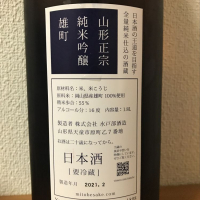 日本酒の王道を目指す
全量純米仕込の酒蔵
山形正宗
純米吟醸
雄町
原材料名：米、米こうじ
原料米：岡山県産雄町 100%使用
精米歩合：55%
アルコール分：16度 内容量：1.8L
製造者 株式会社 水戸部酒造
山形県天童市原町乙7番地
お酒は二十歳になってから。
日本酒
[要冷蔵]
製造年月 2021. 2
mitobesake.com